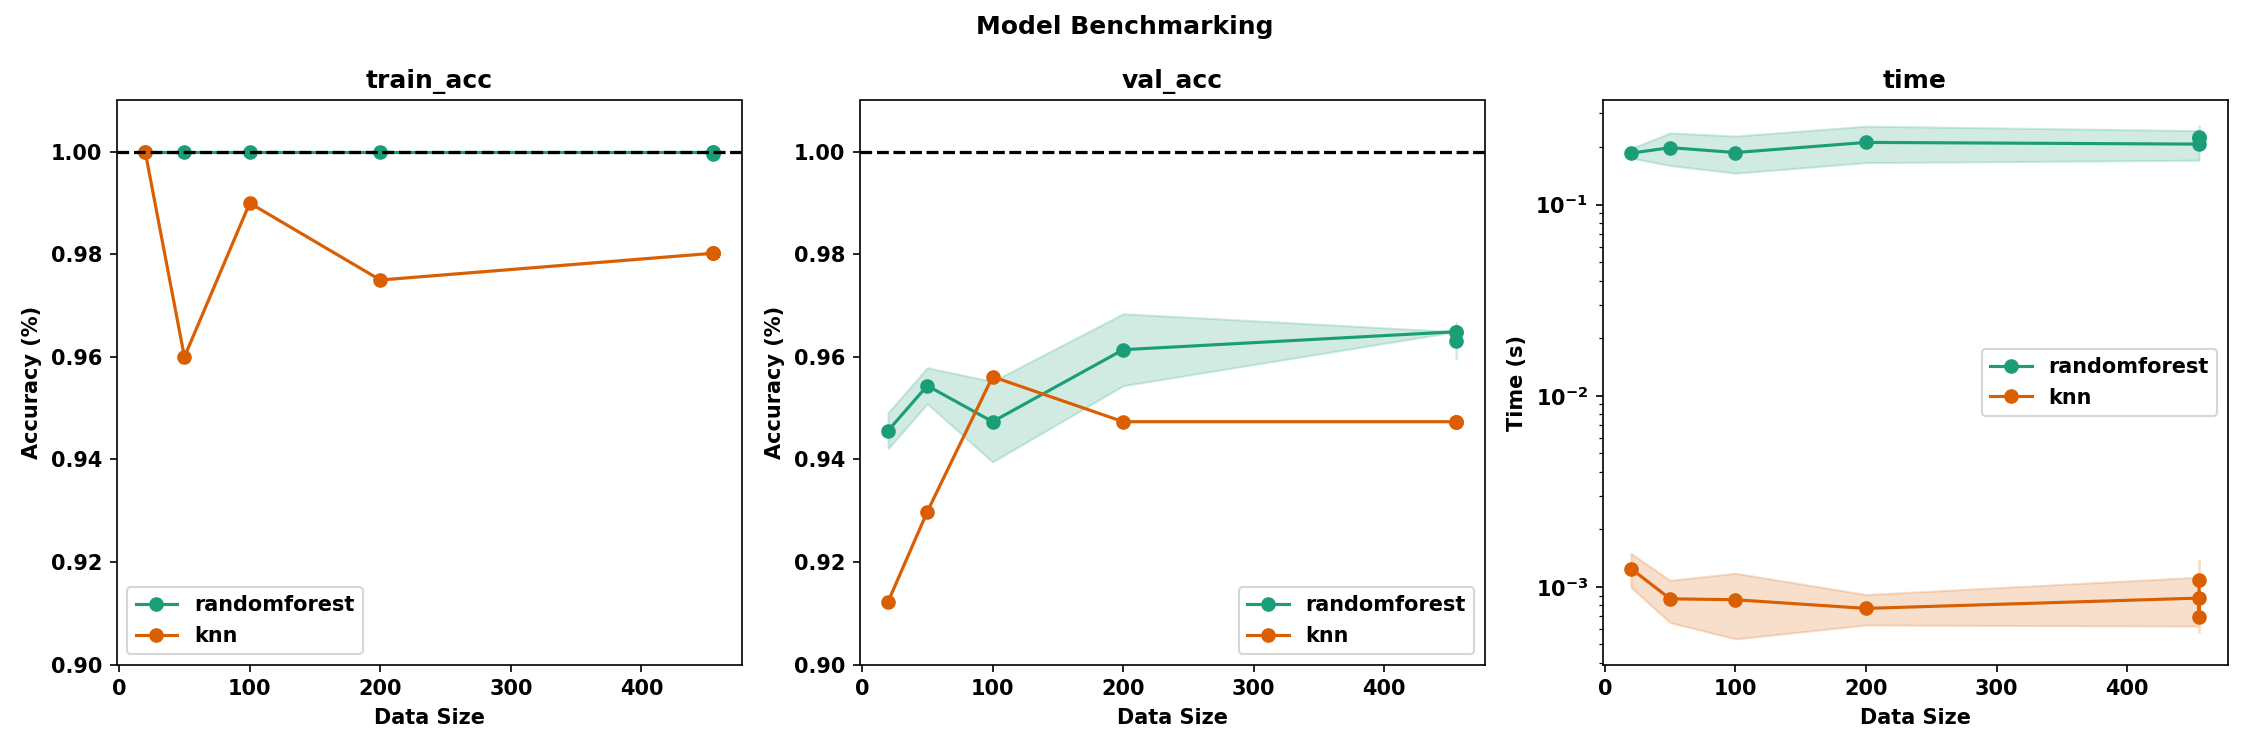 Model Benchmarking
train_acc
Accuracy (%)
1.00
0.98
0.96
0.94
0.92
0.90
0
100
200
300
400
Data Size
randomforest
knn
val_acc
Accuracy (%)
1.00
0.98
0.96
0.94
0.92
0.90
0
100
200
300
400
Data Size
randomforest
knn
time
Time (s)
10⁻¹
10⁻²
10⁻³
0
100
200
300
400
Data Size
randomforest
knn